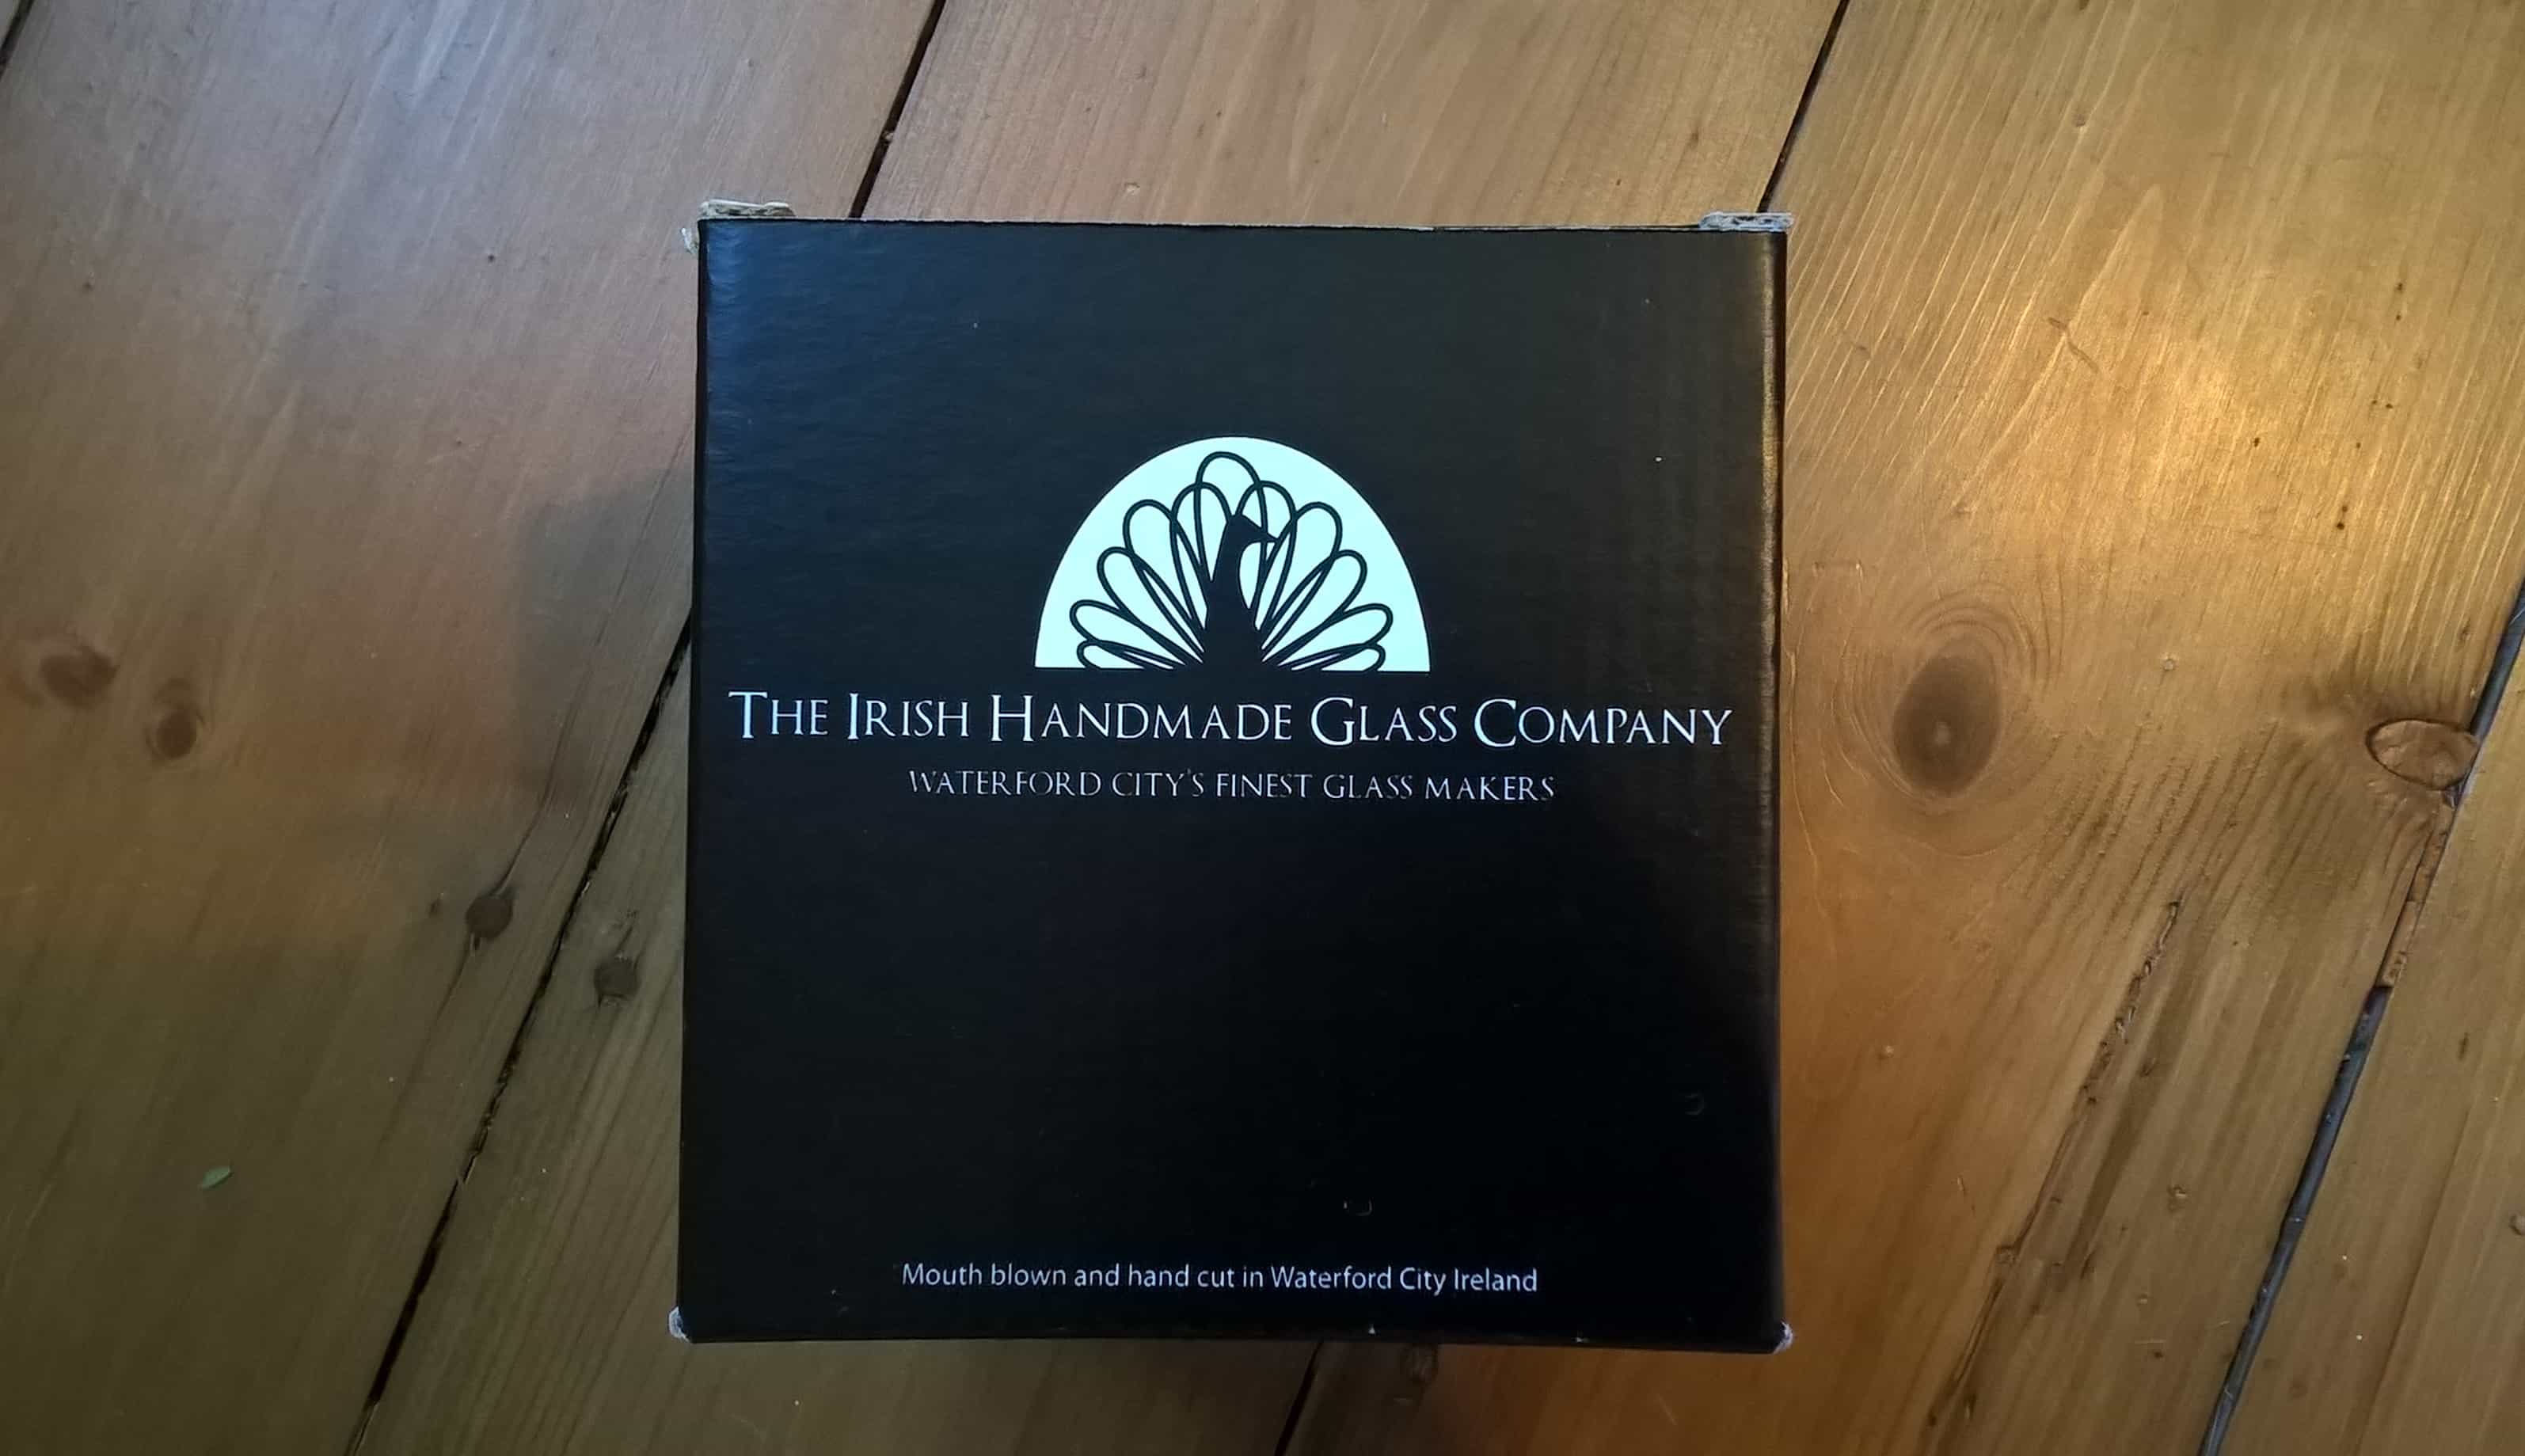 THE IRISH HANDMADE GLASS COMPANY
WATERFORD CITY'S FINEST GLASS MAKERS
Mouth blown and hand cut in Waterford City Ireland